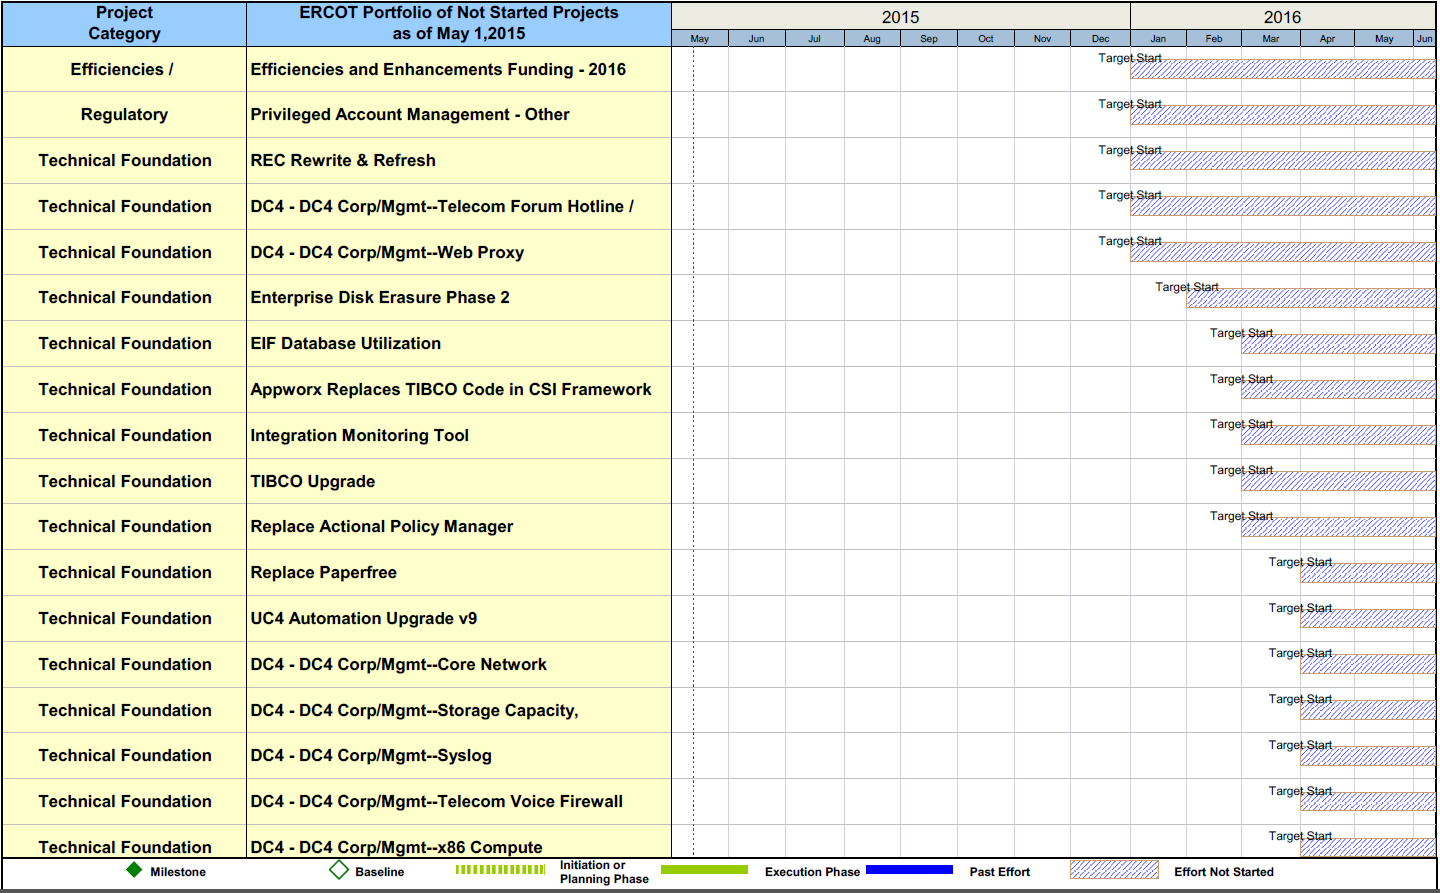 Project
Category
ERCOT Portfolio of Not Started Projects
as of May 1,2015
2015
2016
May Jun Jul Aug Sep Oct Nov Dec Jan Feb Mar Apr May Jun
Efficiencies /
Efficiencies and Enhancements Funding - 2016
Target Start
Regulatory
Privileged Account Management - Other
Target Start
Technical Foundation
REC Rewrite & Refresh
Target Start
Technical Foundation
DC4 - DC4 Corp/Mgmt--Telecom Forum Hotline /
Target Start
Technical Foundation
DC4 - DC4 Corp/Mgmt--Web Proxy
Target Start
Technical Foundation
Enterprise Disk Erasure Phase 2
Target Start
Technical Foundation
EIF Database Utilization
Target Start
Technical Foundation
Appworx Replaces TIBCO Code in CSI Framework
Target Start
Technical Foundation
Integration Monitoring Tool
Target Start
Technical Foundation
TIBCO Upgrade
Target Start
Technical Foundation
Replace Actional Policy Manager
Target Start
Technical Foundation
Replace Paperfree
Target Start
Technical Foundation
UC4 Automation Upgrade v9
Target Start
Technical Foundation
DC4 - DC4 Corp/Mgmt--Core Network
Target Start
Technical Foundation
DC4 - DC4 Corp/Mgmt--Storage Capacity,
Target Start
Technical Foundation
DC4 - DC4 Corp/Mgmt--Syslog
Target Start
Technical Foundation
DC4 - DC4 Corp/Mgmt--Telecom Voice Firewall
Target Start
Technical Foundation
DC4 - DC4 Corp/Mgmt--x86 Compute
Target Start
Milestone
Baseline
Initiation or
Planning Phase
Execution Phase
Past Effort
Effort Not Started